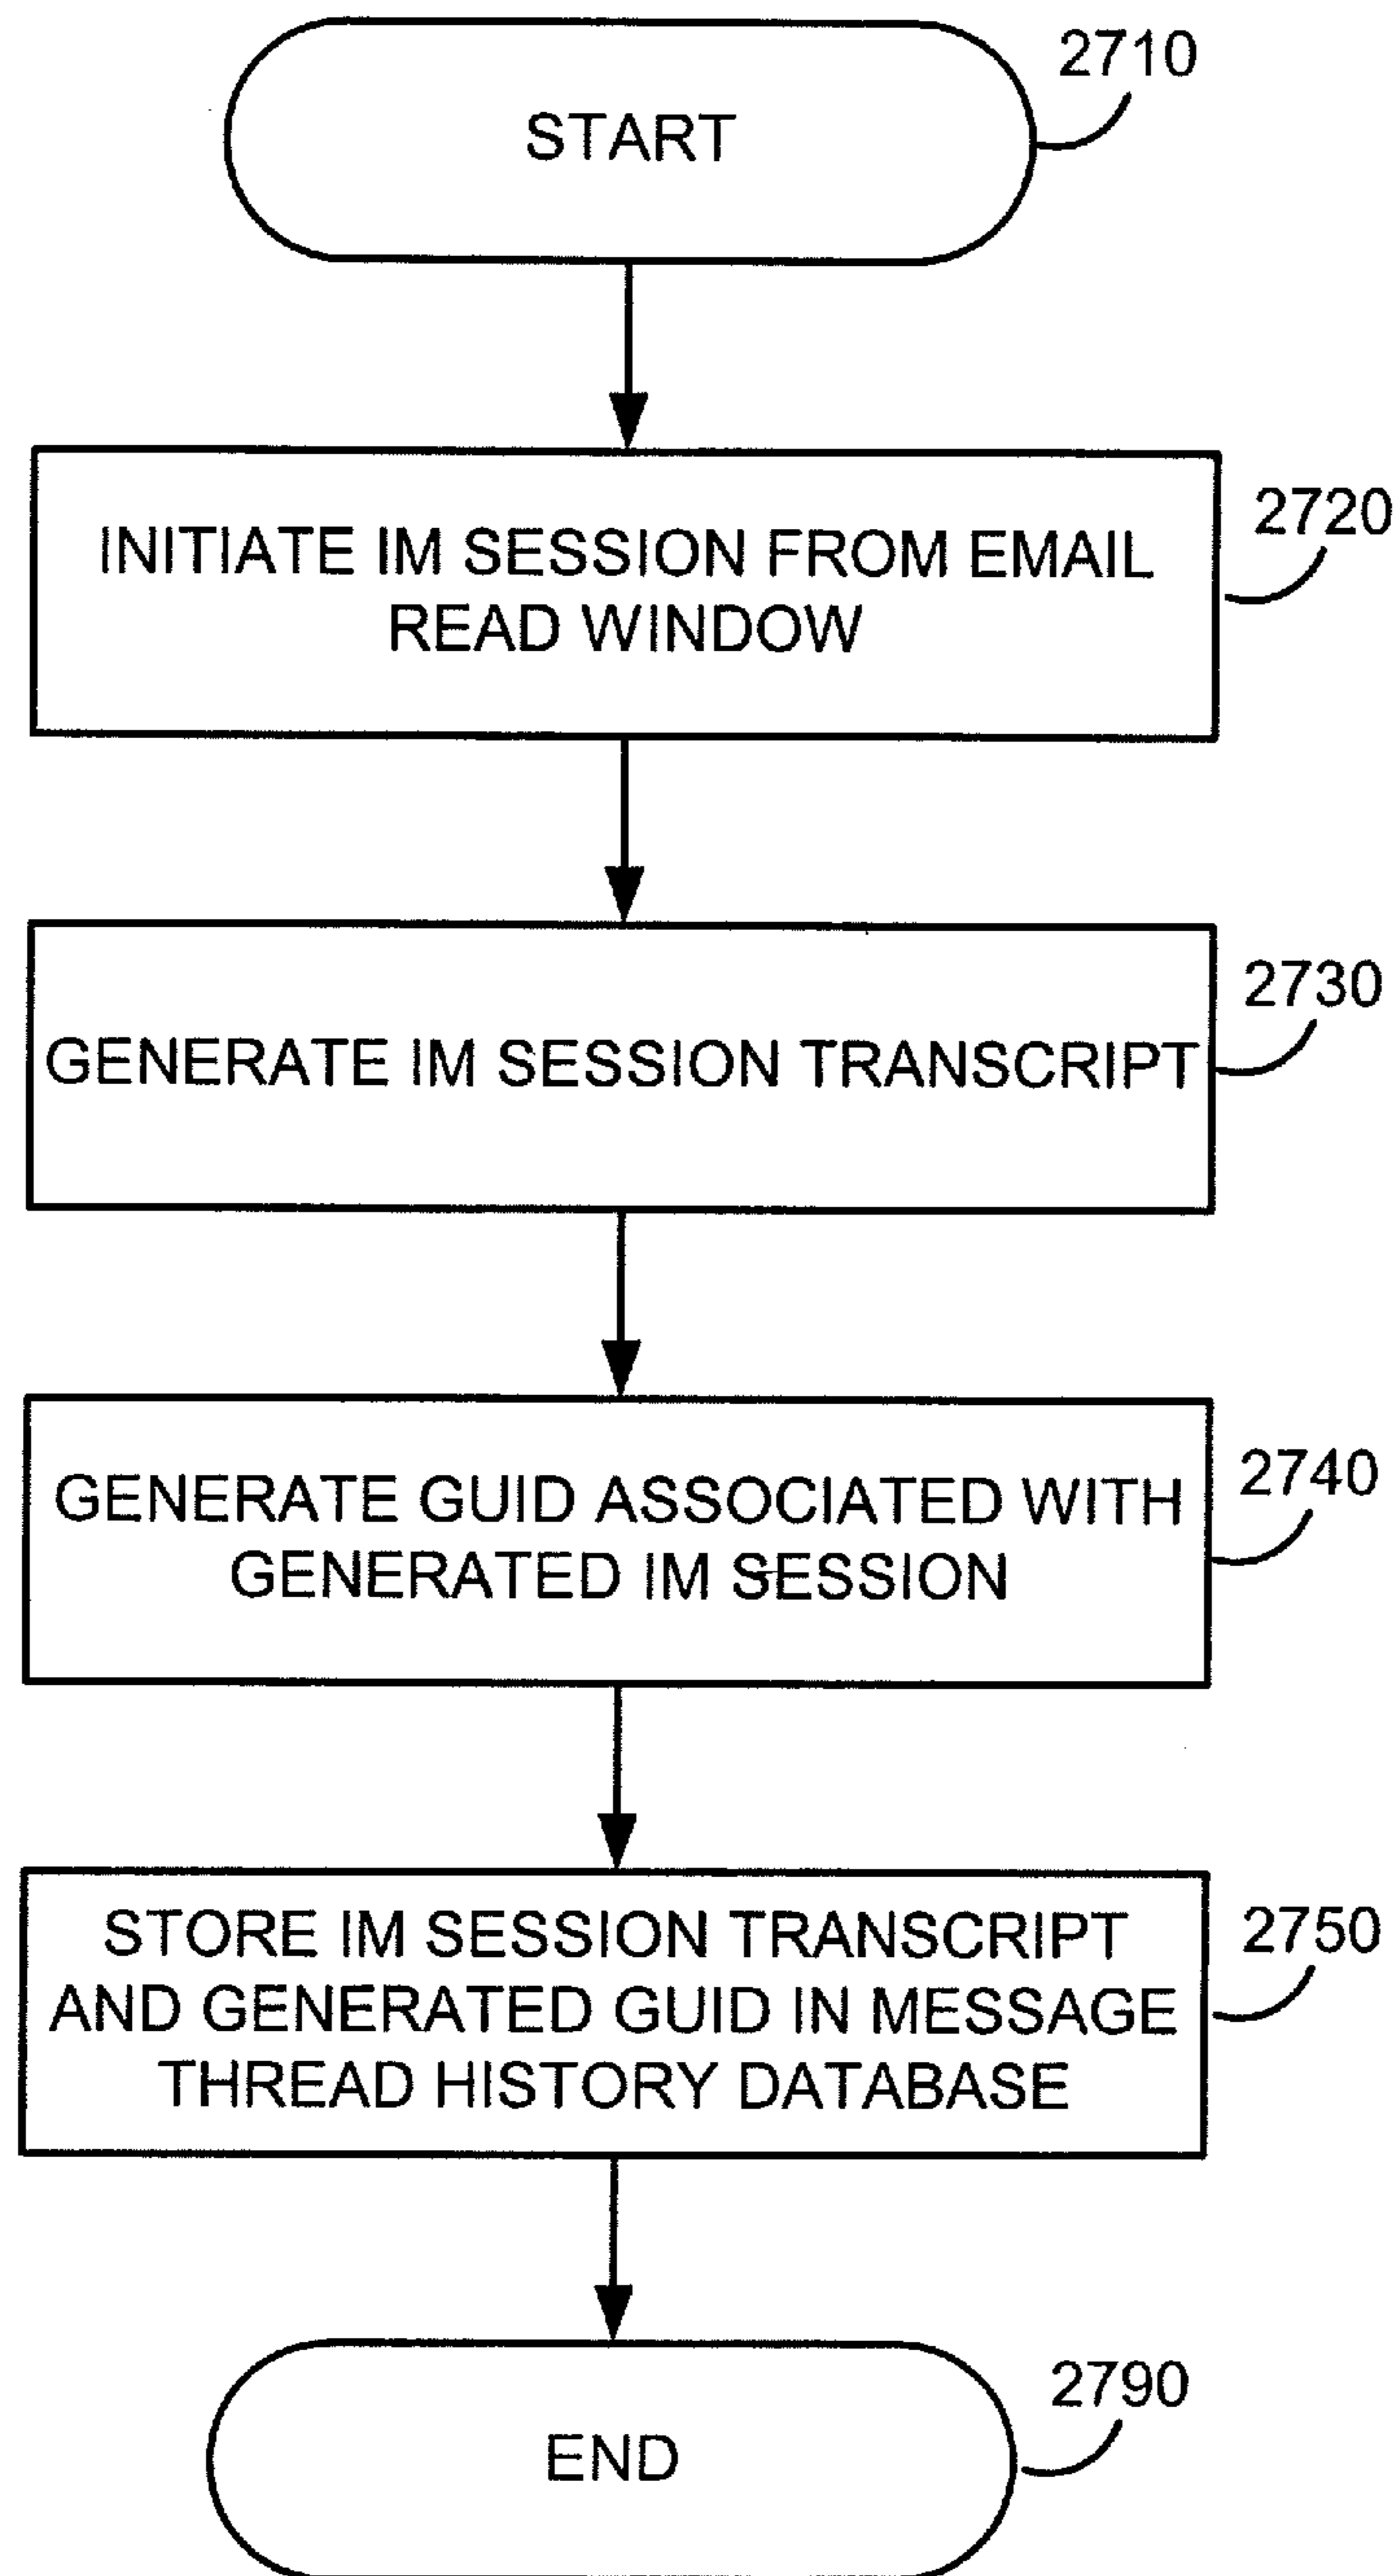 START
2710
INITIATE IM SESSION FROM EMAIL
READ WINDOW
2720
GENERATE IM SESSION TRANSCRIPT
2730
GENERATE GUID ASSOCIATED WITH
GENERATED IM SESSION
2740
STORE IM SESSION TRANSCRIPT
AND GENERATED GUID IN MESSAGE
THREAD HISTORY DATABASE
2750
END
2790